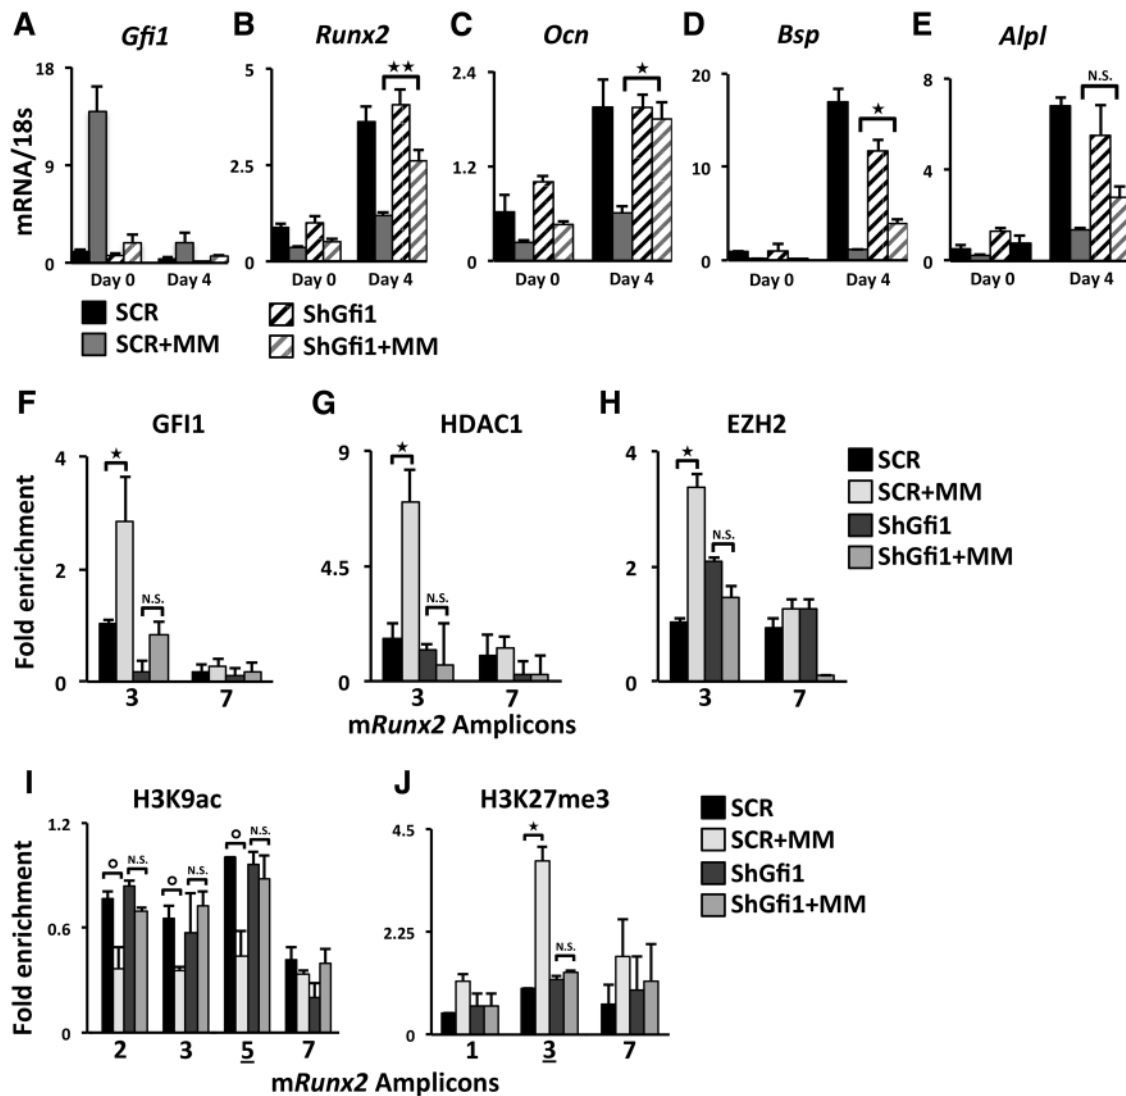 A Gfi1 B Runx2 C Ocn D Bsp E Alpl
mRNA/18s
18
9
0
Day 0 Day 4
5
2.5
0
★★
Day 0 Day 4
2.4
1.2
0
★
Day 0 Day 4
20
10
0
★
Day 0 Day 4
8
4
0
N.S.
Day 0 Day 4
SCR ShGfi1
SCR+MM ShGfi1+MM
F G H
GFI1 HDAC1 EZH2
Fold enrichment
4
2
0
★
N.S.
3 7
9
4.5
0
★
N.S.
3 7
4
2
0
★
N.S.
3 7
mRunx2 Amplicons
SCR
SCR+MM
ShGfi1
ShGfi1+MM
I J
H3K9ac H3K27me3
Fold enrichment
1.2
0.6
0
N.S.
N.S.
N.S.
2 3 5 7
4.5
2.25
0
★
N.S.
1 3 7
mRunx2 Amplicons
SCR
SCR+MM
ShGfi1
ShGfi1+MM